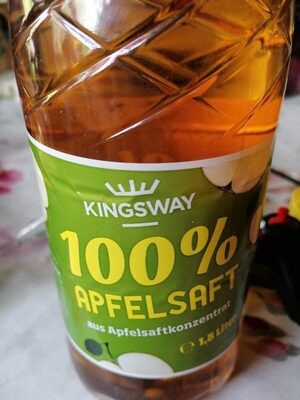 KINGSWAY
100%
APFELSAFT
aus Apfelsaftkonzentrat
℮ 1,5 Liter